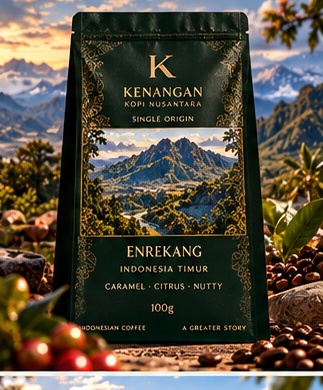 K
KENANGAN
KOPI NUSANTARA
SINGLE ORIGIN
ENREKANG
INDONESIA TIMUR
CARAMEL · CITRUS · NUTTY
100g
INDONESIAN COFFEE A GREATER STORY